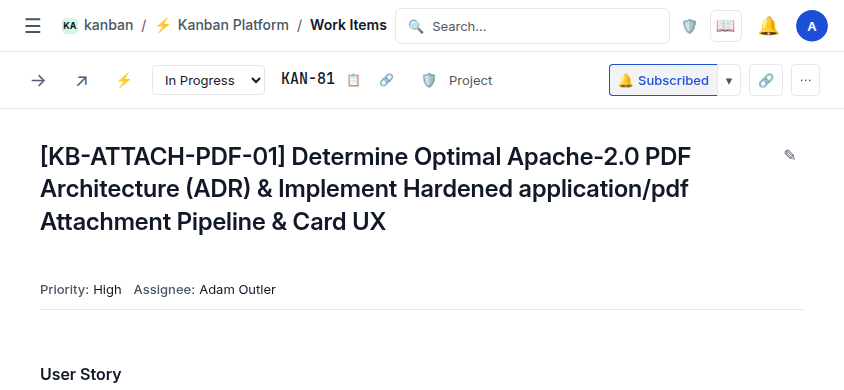 KA kanban / Kanban Platform / Work Items
Search...
A
In Progress
KAN-81
Project
Subscribed
[KB-ATTACH-PDF-01] Determine Optimal Apache-2.0 PDF
Architecture (ADR) & Implement Hardened application/pdf
Attachment Pipeline & Card UX
Priority: High Assignee: Adam Outler
User Story